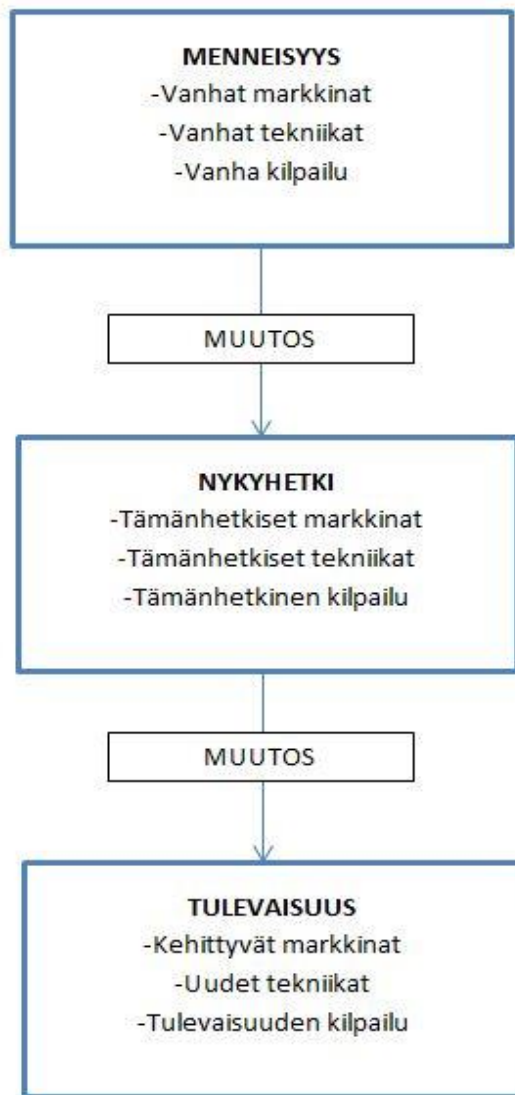 MENNEISYYS
-Vanhat markkinat
-Vanhat tekniikat
-Vanha kilpailu
MUUTOS
NYKYHETKI
-Tämänhetkiset markkinat
-Tämänhetkiset tekniikat
-Tämänhetkinen kilpailu
MUUTOS
TULEVAISUUS
-Kehittyvät markkinat
-Uudet tekniikat
-Tulevaisuuden kilpailu